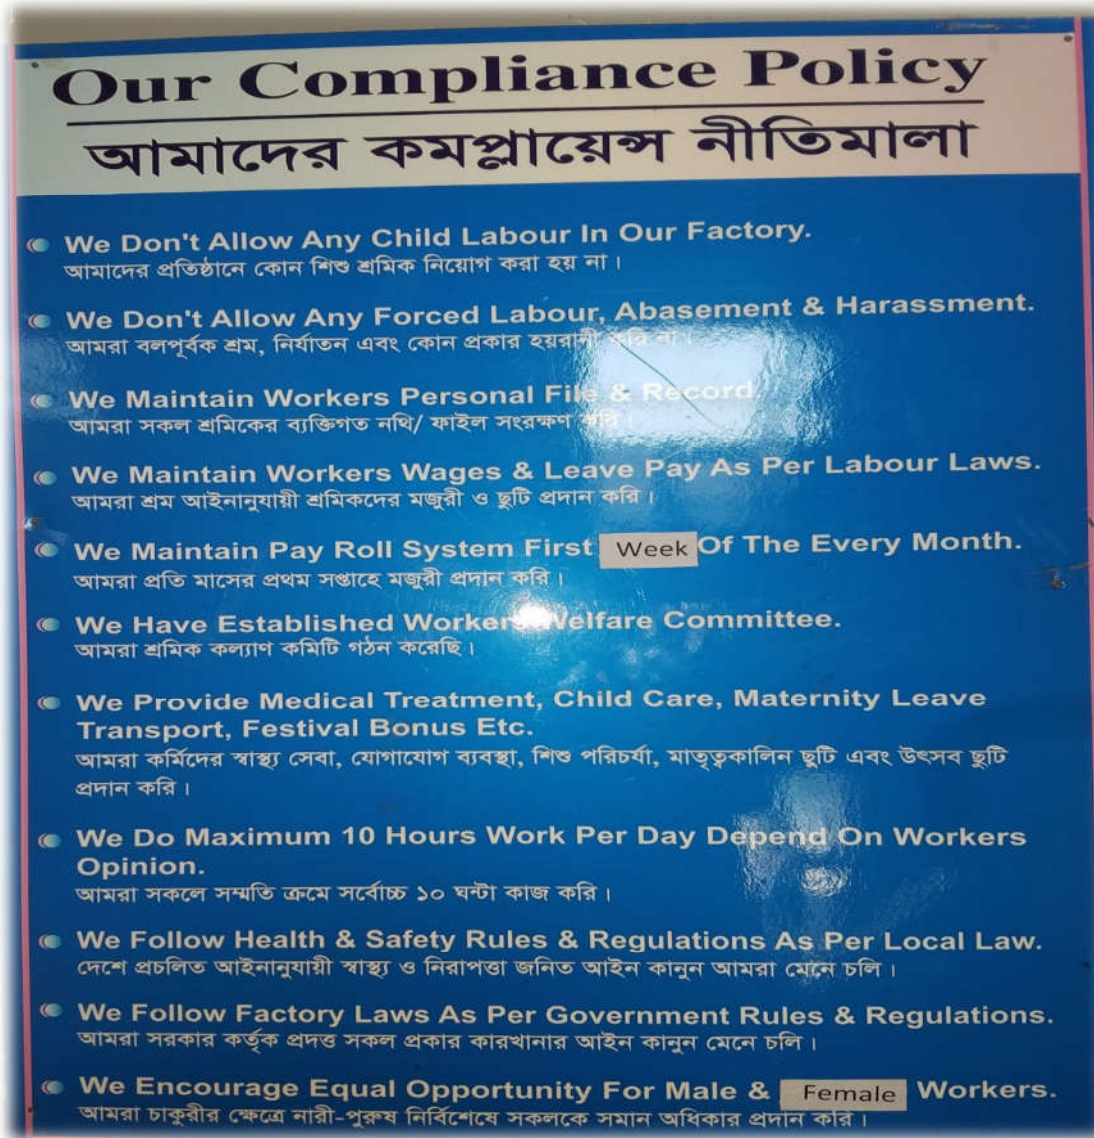 Our Compliance Policy
আমাদের কমপ্লায়েন্স নীতিমালা
We Don't Allow Any Child Labour In Our Factory.
আমাদের প্রতিষ্ঠানে কোন শিশু শ্রমিক নিয়োগ করা হয় না।
We Don't Allow Any Forced Labour, Abasement & Harassment.
আমরা বলপূর্বক শ্রম, নির্যাতন এবং কোন প্রকার হয়রানী করি না।
We Maintain Workers Personal File & Record.
আমরা সকল শ্রমিকের ব্যক্তিগত নথি/ ফাইল সংরক্ষণ করি।
We Maintain Workers Wages & Leave Pay As Per Labour Laws.
আমরা শ্রম আইনানুযায়ী শ্রমিকদের মজুরী ও ছুটি প্রদান করি।
We Maintain Pay Roll System First Week Of The Every Month.
আমরা প্রতি মাসের প্রথম সপ্তাহে মজুরী প্রদান করি।
We Have Established Workers Welfare Committee.
আমরা শ্রমিক কল্যাণ কমিটি গঠন করেছি।
We Provide Medical Treatment, Child Care, Maternity Leave
Transport, Festival Bonus Etc.
আমরা কর্মিদের স্বাস্থ্য সেবা, যোগাযোগ ব্যবস্থা, শিশু পরিচর্যা, মাতৃত্বকালিন ছুটি এবং উৎসব ছুটি
প্রদান করি।
We Do Maximum 10 Hours Work Per Day Depend On Workers
Opinion.
আমরা সকলে সম্মতি ক্রমে সর্বোচ্চ ১০ ঘন্টা কাজ করি।
We Follow Health & Safety Rules & Regulations As Per Local Law.
দেশে প্রচলিত আইনানুযায়ী স্বাস্থ্য ও নিরাপত্তা জনিত আইন কানুন আমরা মেনে চলি।
We Follow Factory Laws As Per Government Rules & Regulations.
আমরা সরকার কর্তৃক প্রদত্ত সকল প্রকার কারখানার আইন কানুন মেনে চলি।
We Encourage Equal Opportunity For Male & Female Workers.
আমরা চাকুরীর ক্ষেত্রে নারী-পুরুষ নির্বিশেষে সকলকে সমান অধিকার প্রদান করি।